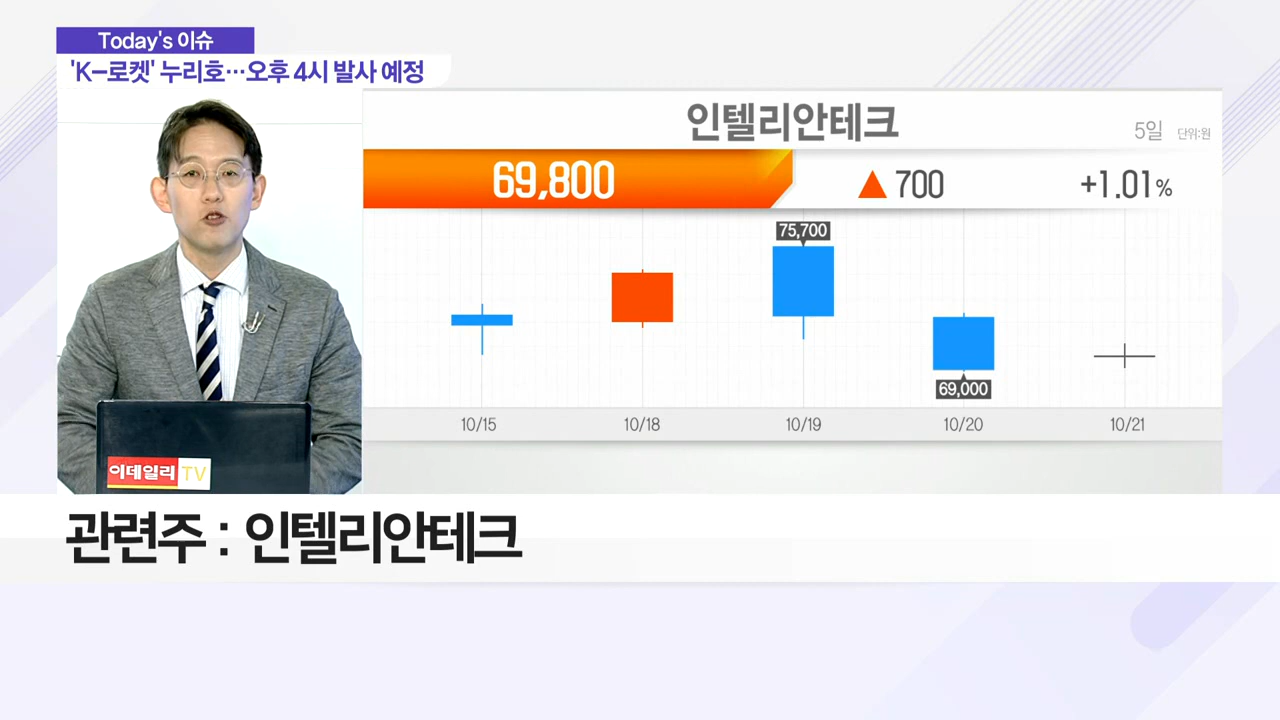 Today's 이슈
'K-로켓' 누리호…오후 4시 발사 예정
인텔리안테크
5일 단위:원
69,800 ▲ 700 +1.01%
75,700
69,000
10/15 10/18 10/19 10/20 10/21
이데일리TV
관련주 : 인텔리안테크